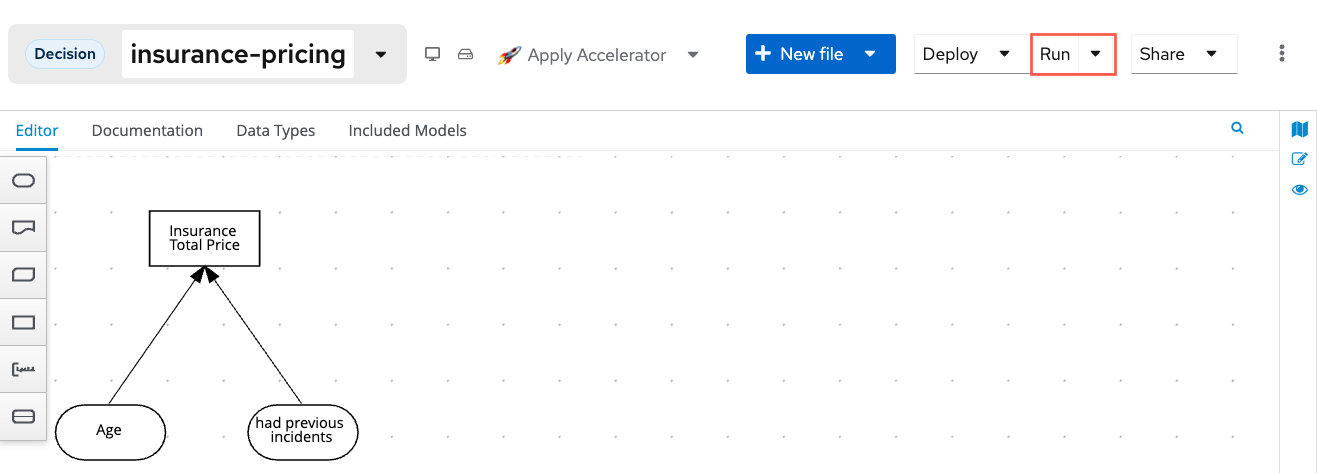 Decision
insurance-pricing
Apply Accelerator
New file
Deploy
Run
Share
Editor
Documentation
Data Types
Included Models
Insurance
Total Price
Age
had previous
incidents